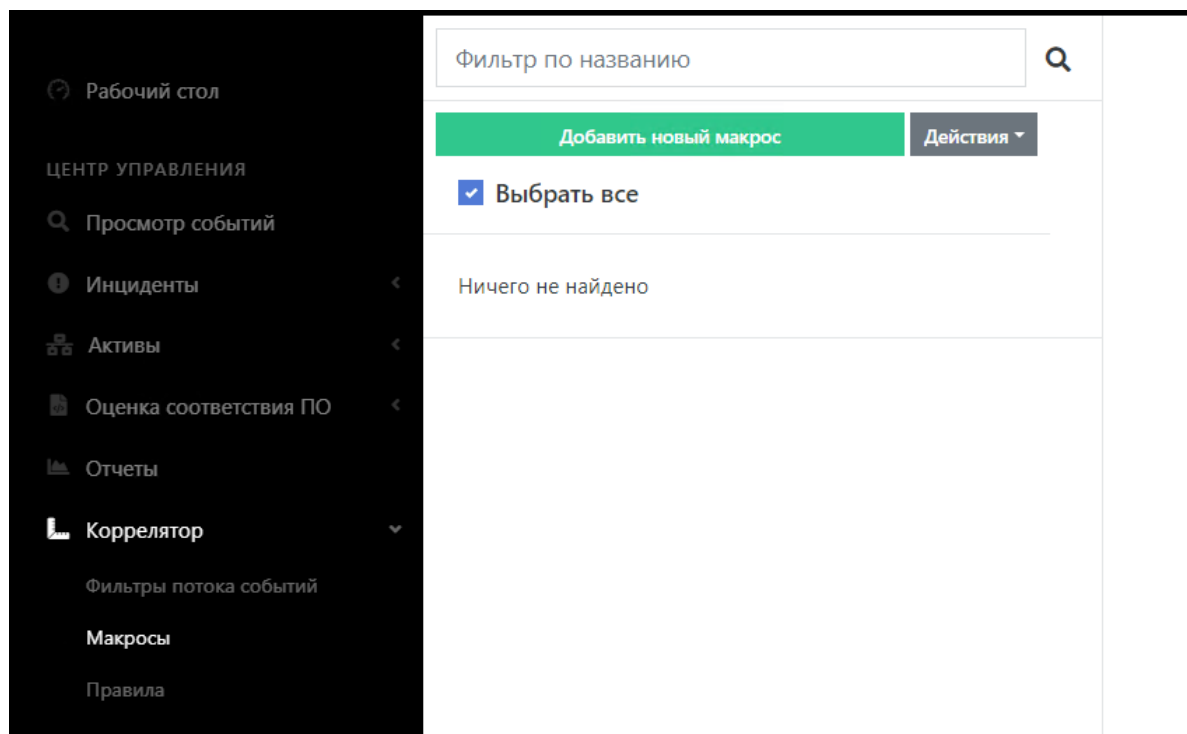 Рабочий стол
ЦЕНТР УПРАВЛЕНИЯ
Просмотр событий
Инциденты
Активы
Оценка соответствия ПО
Отчеты
Коррелятор
Фильтры потока событий
Макросы
Правила
Фильтр по названию
Добавить новый макрос
Действия
Выбрать все
Ничего не найдено